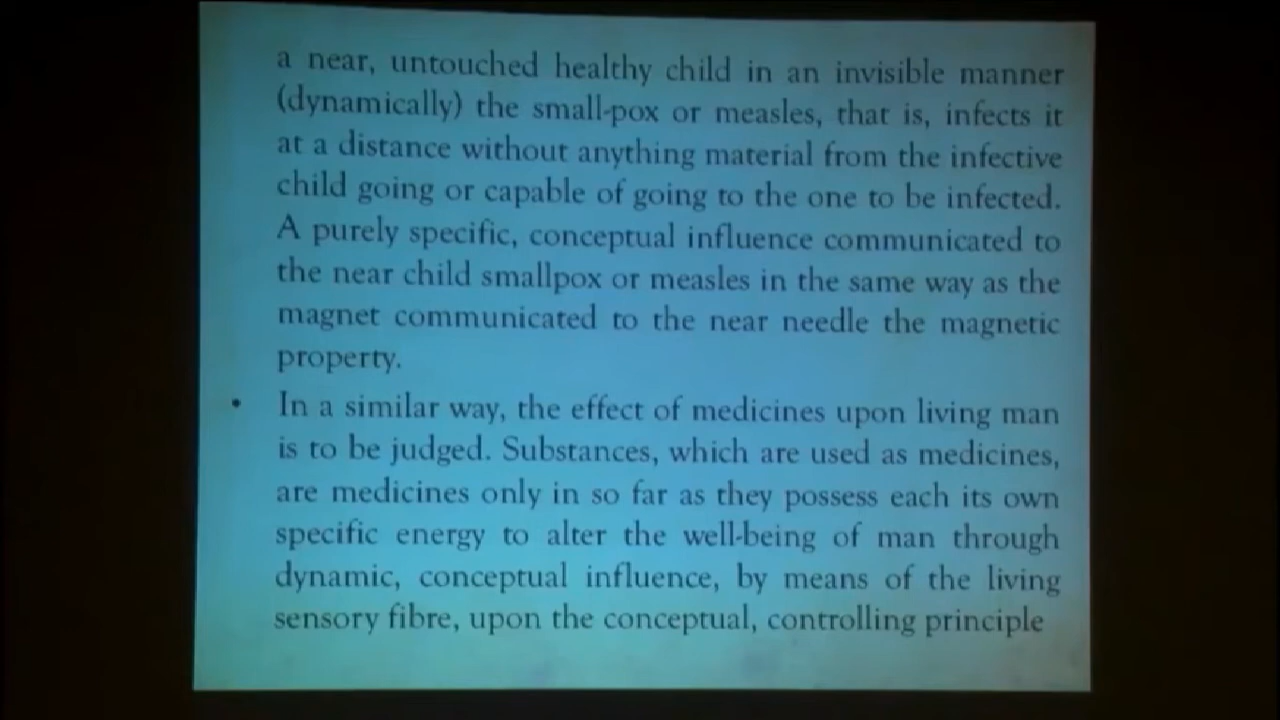 a near, untouched healthy child in an invisible manner
(dynamically) the small-pox or measles, that is, infects it
at a distance without anything material from the infective
child going or capable of going to the one to be infected.
A purely specific, conceptual influence communicated to
the near child smallpox or measles in the same way as the
magnet communicated to the near needle the magnetic
property.
• In a similar way, the effect of medicines upon living man
is to be judged. Substances, which are used as medicines,
are medicines only in so far as they possess each its own
specific energy to alter the well-being of man through
dynamic, conceptual influence, by means of the living
sensory fibre, upon the conceptual, controlling principle